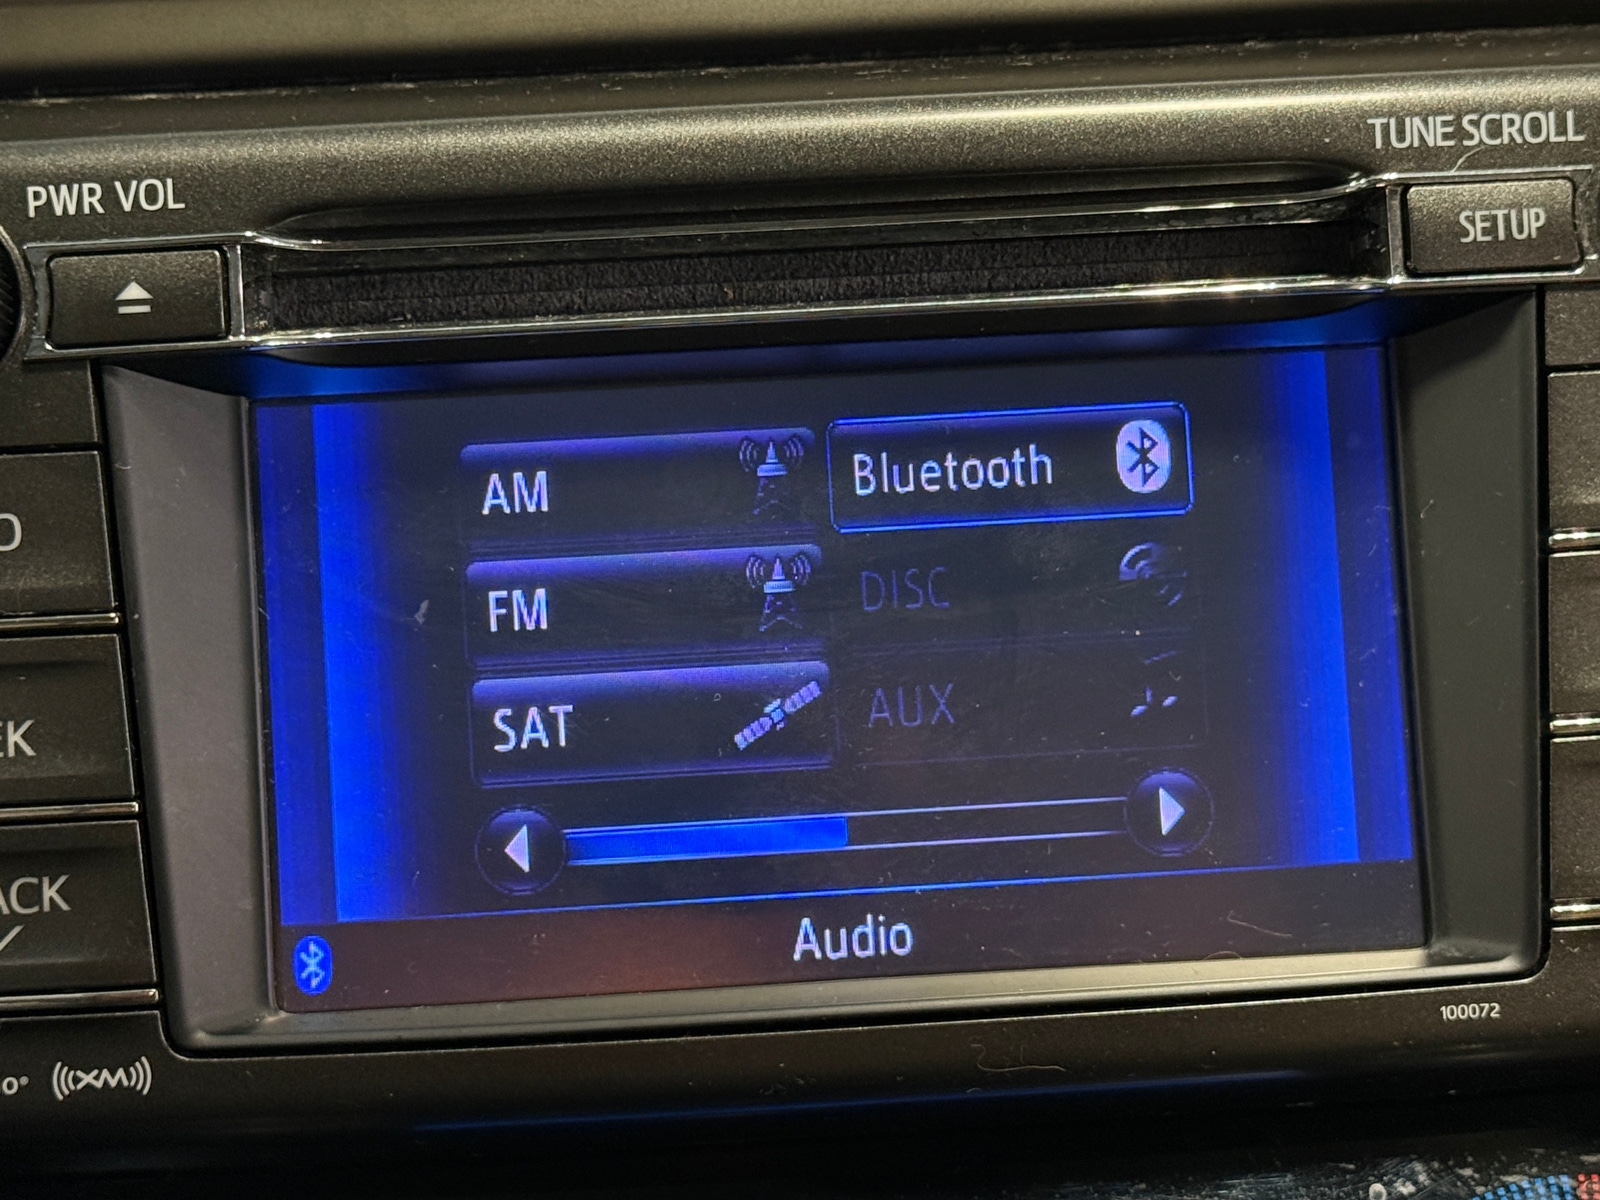 TUNE SCROLL
PWR VOL
SETUP
AM
Bluetooth
FM
DISC
SAT
AUX
Audio
100072
XM